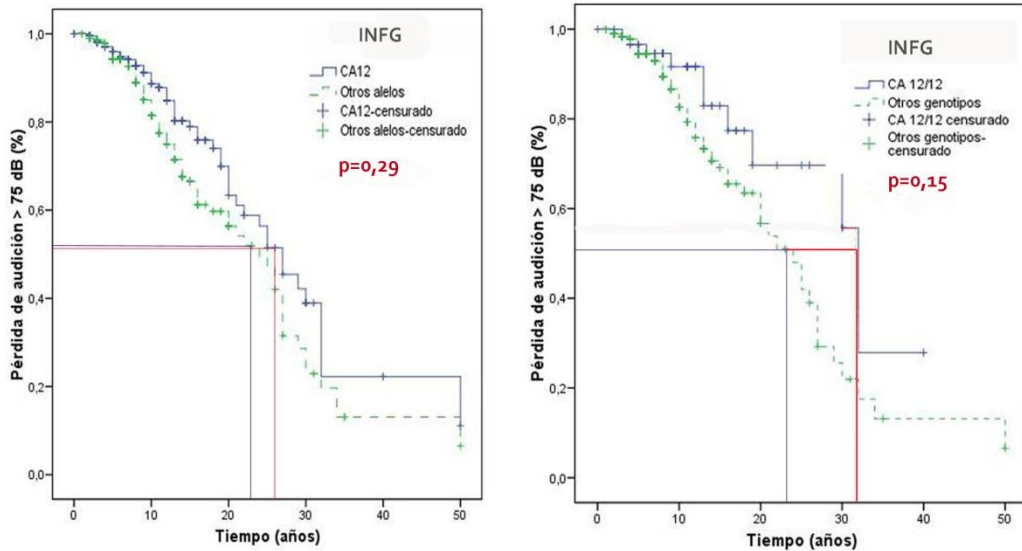 INFG
CA12
Otros alelos
CA12-censurado
Otros alelos-censurado
p=0,29
Pérdida de audición > 75 dB (%)
1,0
0,8
0,6
0,4
0,2
0,0
0
10
20
30
40
50
Tiempo (años)
INFG
CA 12/12
Otros genotipos
CA 12/12 censurado
Otros genotipos-
censurado
p=0,15
Pérdida de audición > 75 dB (%)
1,0
0,8
0,6
0,4
0,2
0,0
0
10
20
30
40
50
Tiempo (años)